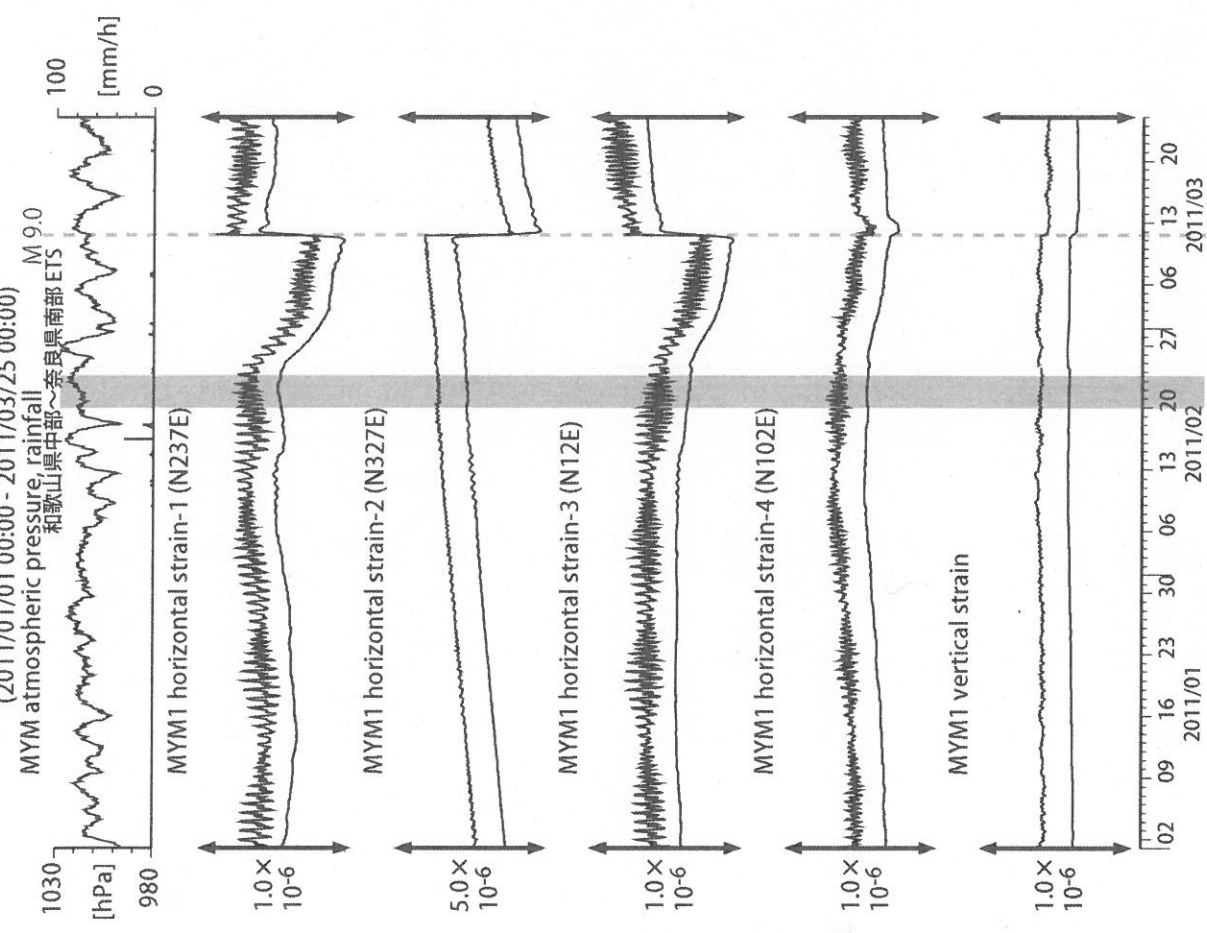 (2011/01/01 00:00 - 2011/03/25 00:00)
MYM atmospheric pressure, rainfall
M 9.0
和歌山県中部～奈良県南部 ETS
1030
[hPa]
980
100
[mm/h]
0
MYM1 horizontal strain-1 (N237E)
1.0×
10-6
MYM1 horizontal strain-2 (N327E)
5.0×
10-6
MYM1 horizontal strain-3 (N12E)
1.0×
10-6
MYM1 horizontal strain-4 (N102E)
1.0×
10-6
MYM1 vertical strain
1.0×
10-6
02 09 16 23 30 06 13 20 27 06 13 20
2011/01 2011/02 2011/03